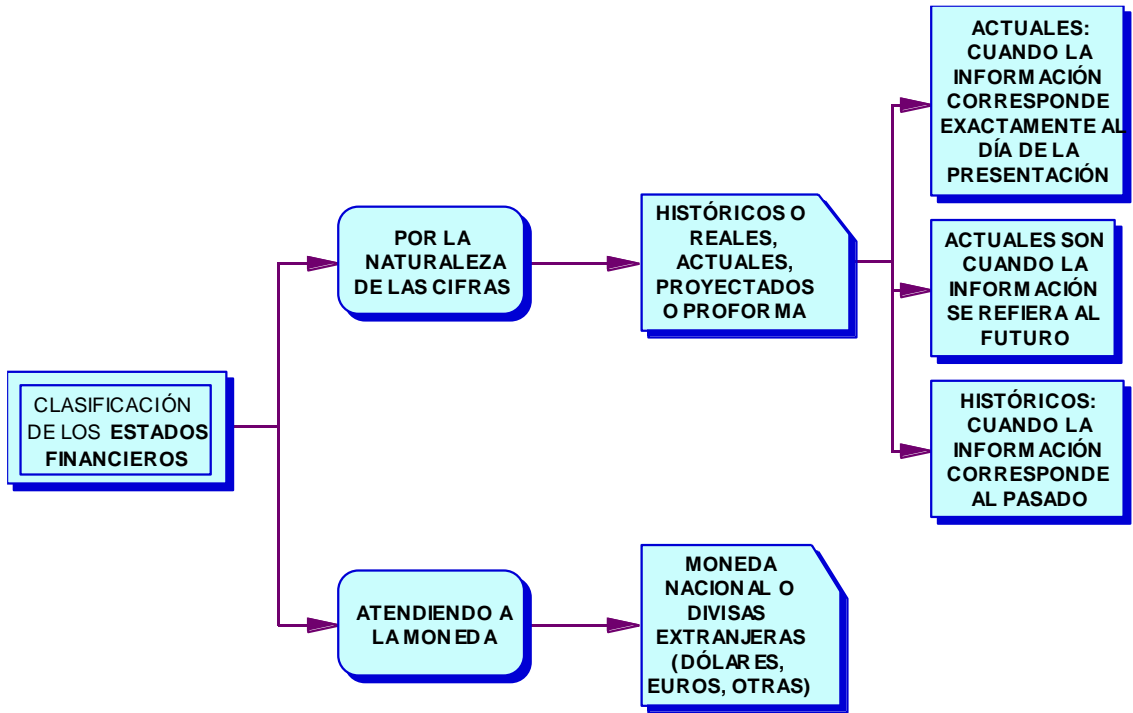 CLASIFICACIÓN
DE LOS ESTADOS
FINANCIEROS
POR LA
NATURALEZA
DE LAS CIFRAS
HISTÓRICOS O
REALES,
ACTUALES,
PROYECTADOS
O PROFORMA
ACTUALES:
CUANDO LA
INFORMACIÓN
CORRESPONDE
EXACTAMENTE AL
DÍA DE LA
PRESENTACIÓN
ACTUALES SON
CUANDO LA
INFORMACIÓN
SE REFIERA AL
FUTURO
HISTÓRICOS:
CUANDO LA
INFORMACIÓN
CORRESPONDE
AL PASADO
ATENDIENDO A
LA MONEDA
MONEDA
NACIONAL O
DIVISAS
EXTRANJERAS
(DÓLARES,
EUROS, OTRAS)